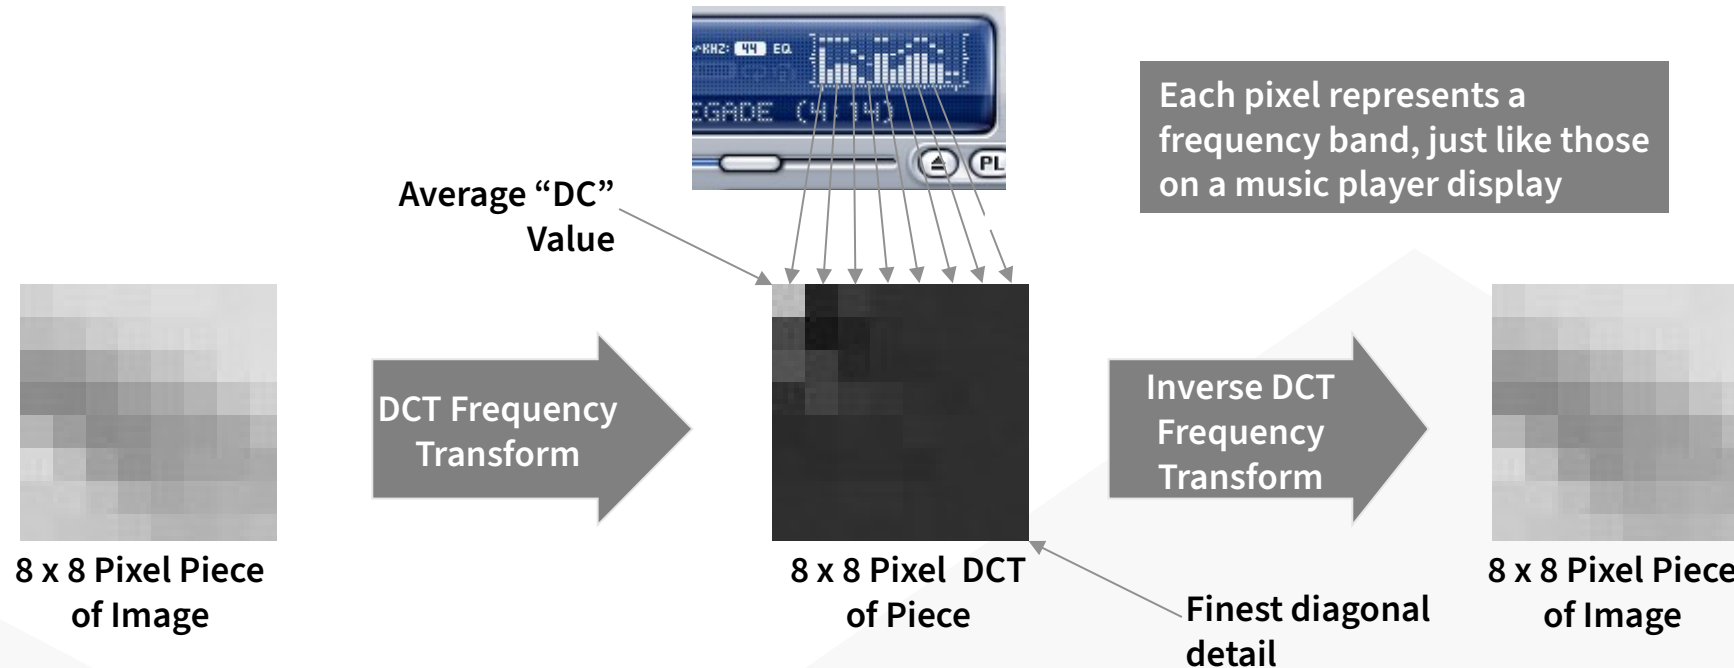 KHZ: 44 EQ
EGADE (4:14)
PL
Each pixel represents a
frequency band, just like those
on a music player display
Average “DC”
Value
DCT Frequency
Transform
Inverse DCT
Frequency
Transform
8 x 8 Pixel Piece
of Image
8 x 8 Pixel DCT
of Piece
8 x 8 Pixel Piece
of Image
Finest diagonal
detail